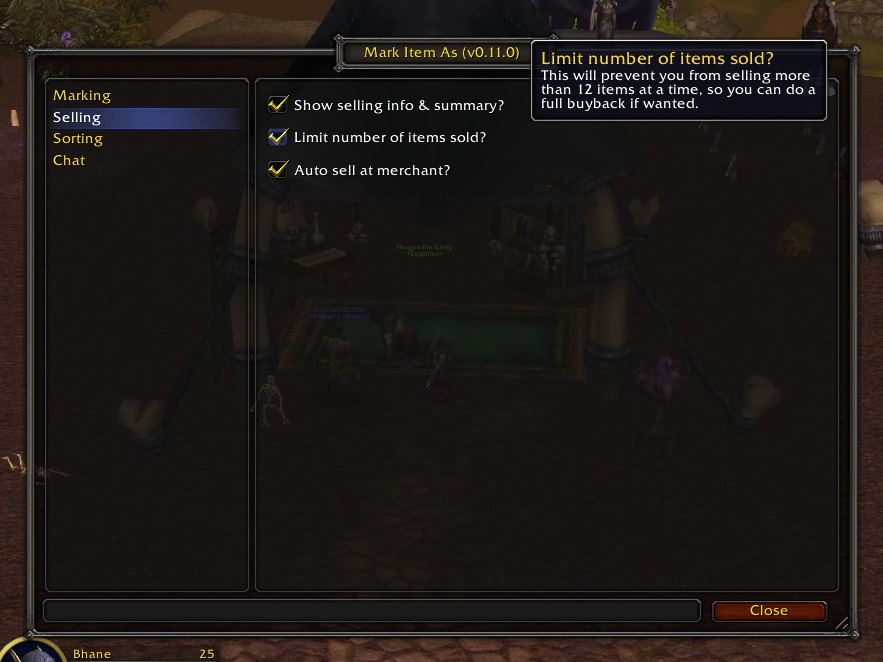 Mark Item As (v0.11.0)
Limit number of items sold?
This will prevent you from selling more
than 12 items at a time, so you can do a
full buyback if wanted.
Marking
Selling
Sorting
Chat
Show selling info & summary?
Limit number of items sold?
Auto sell at merchant?
<Supplies>
Close
Bhane
25